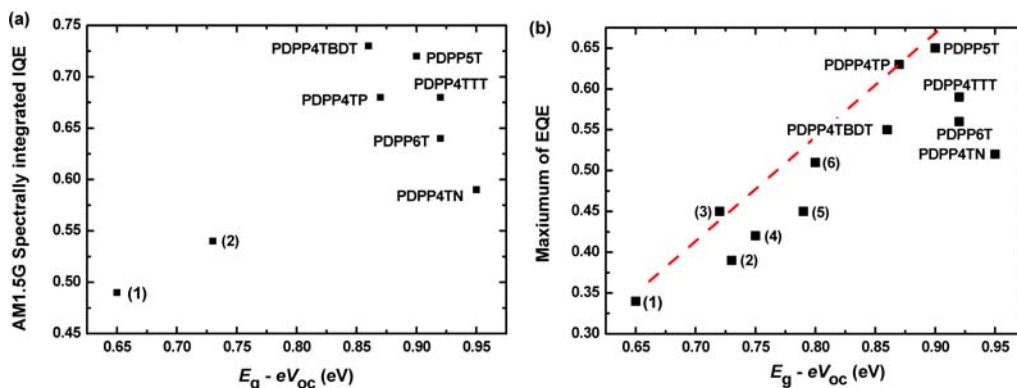 (a)
AM1.5G Spectrally integrated IQE
0.75
0.70
0.65
0.60
0.55
0.50
0.45
PDPP4TBDT
PDPP5T
PDPP4TTT
PDPP4TP
PDPP6T
PDPP4TN
(2)
(1)
0.65 0.70 0.75 0.80 0.85 0.90 0.95
Eg - eVoc (eV)
(b)
Maxiumum of EQE
0.65
0.60
0.55
0.50
0.45
0.40
0.35
0.30
PDPP5T
PDPP4TP
PDPP4TTT
PDPP4TBDT
PDPP6T
PDPP4TN
(6)
(3)
(5)
(4)
(2)
(1)
0.65 0.70 0.75 0.80 0.85 0.90 0.95
Eg - eVoc (eV)